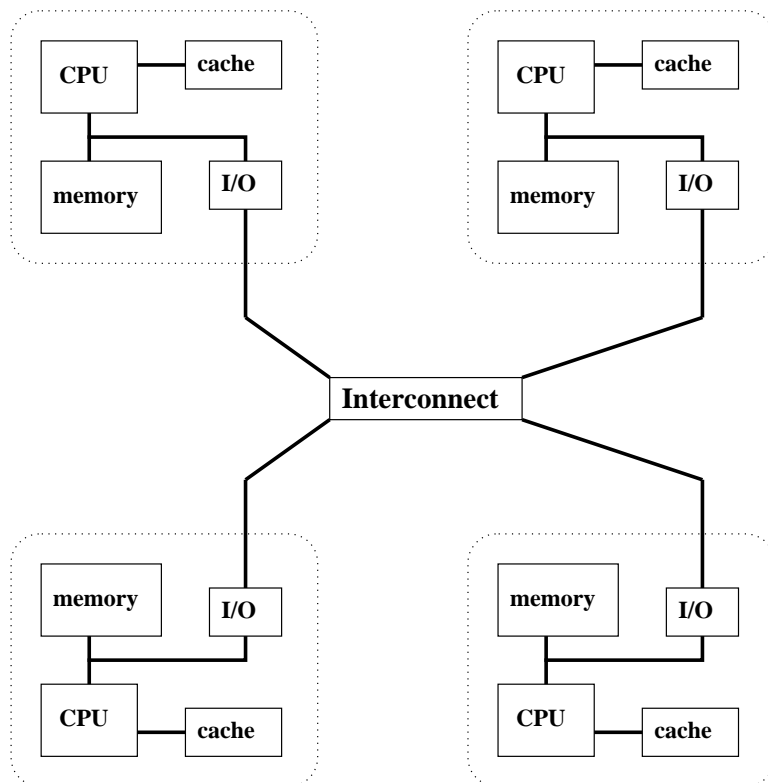 CPU
cache
memory
I/O
CPU
cache
memory
I/O
Interconnect
memory
I/O
CPU
cache
memory
I/O
CPU
cache